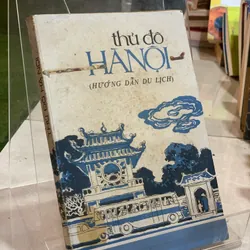 thủ đô
HÀNỘI
(HƯỚNG DẪN DU LỊCH)